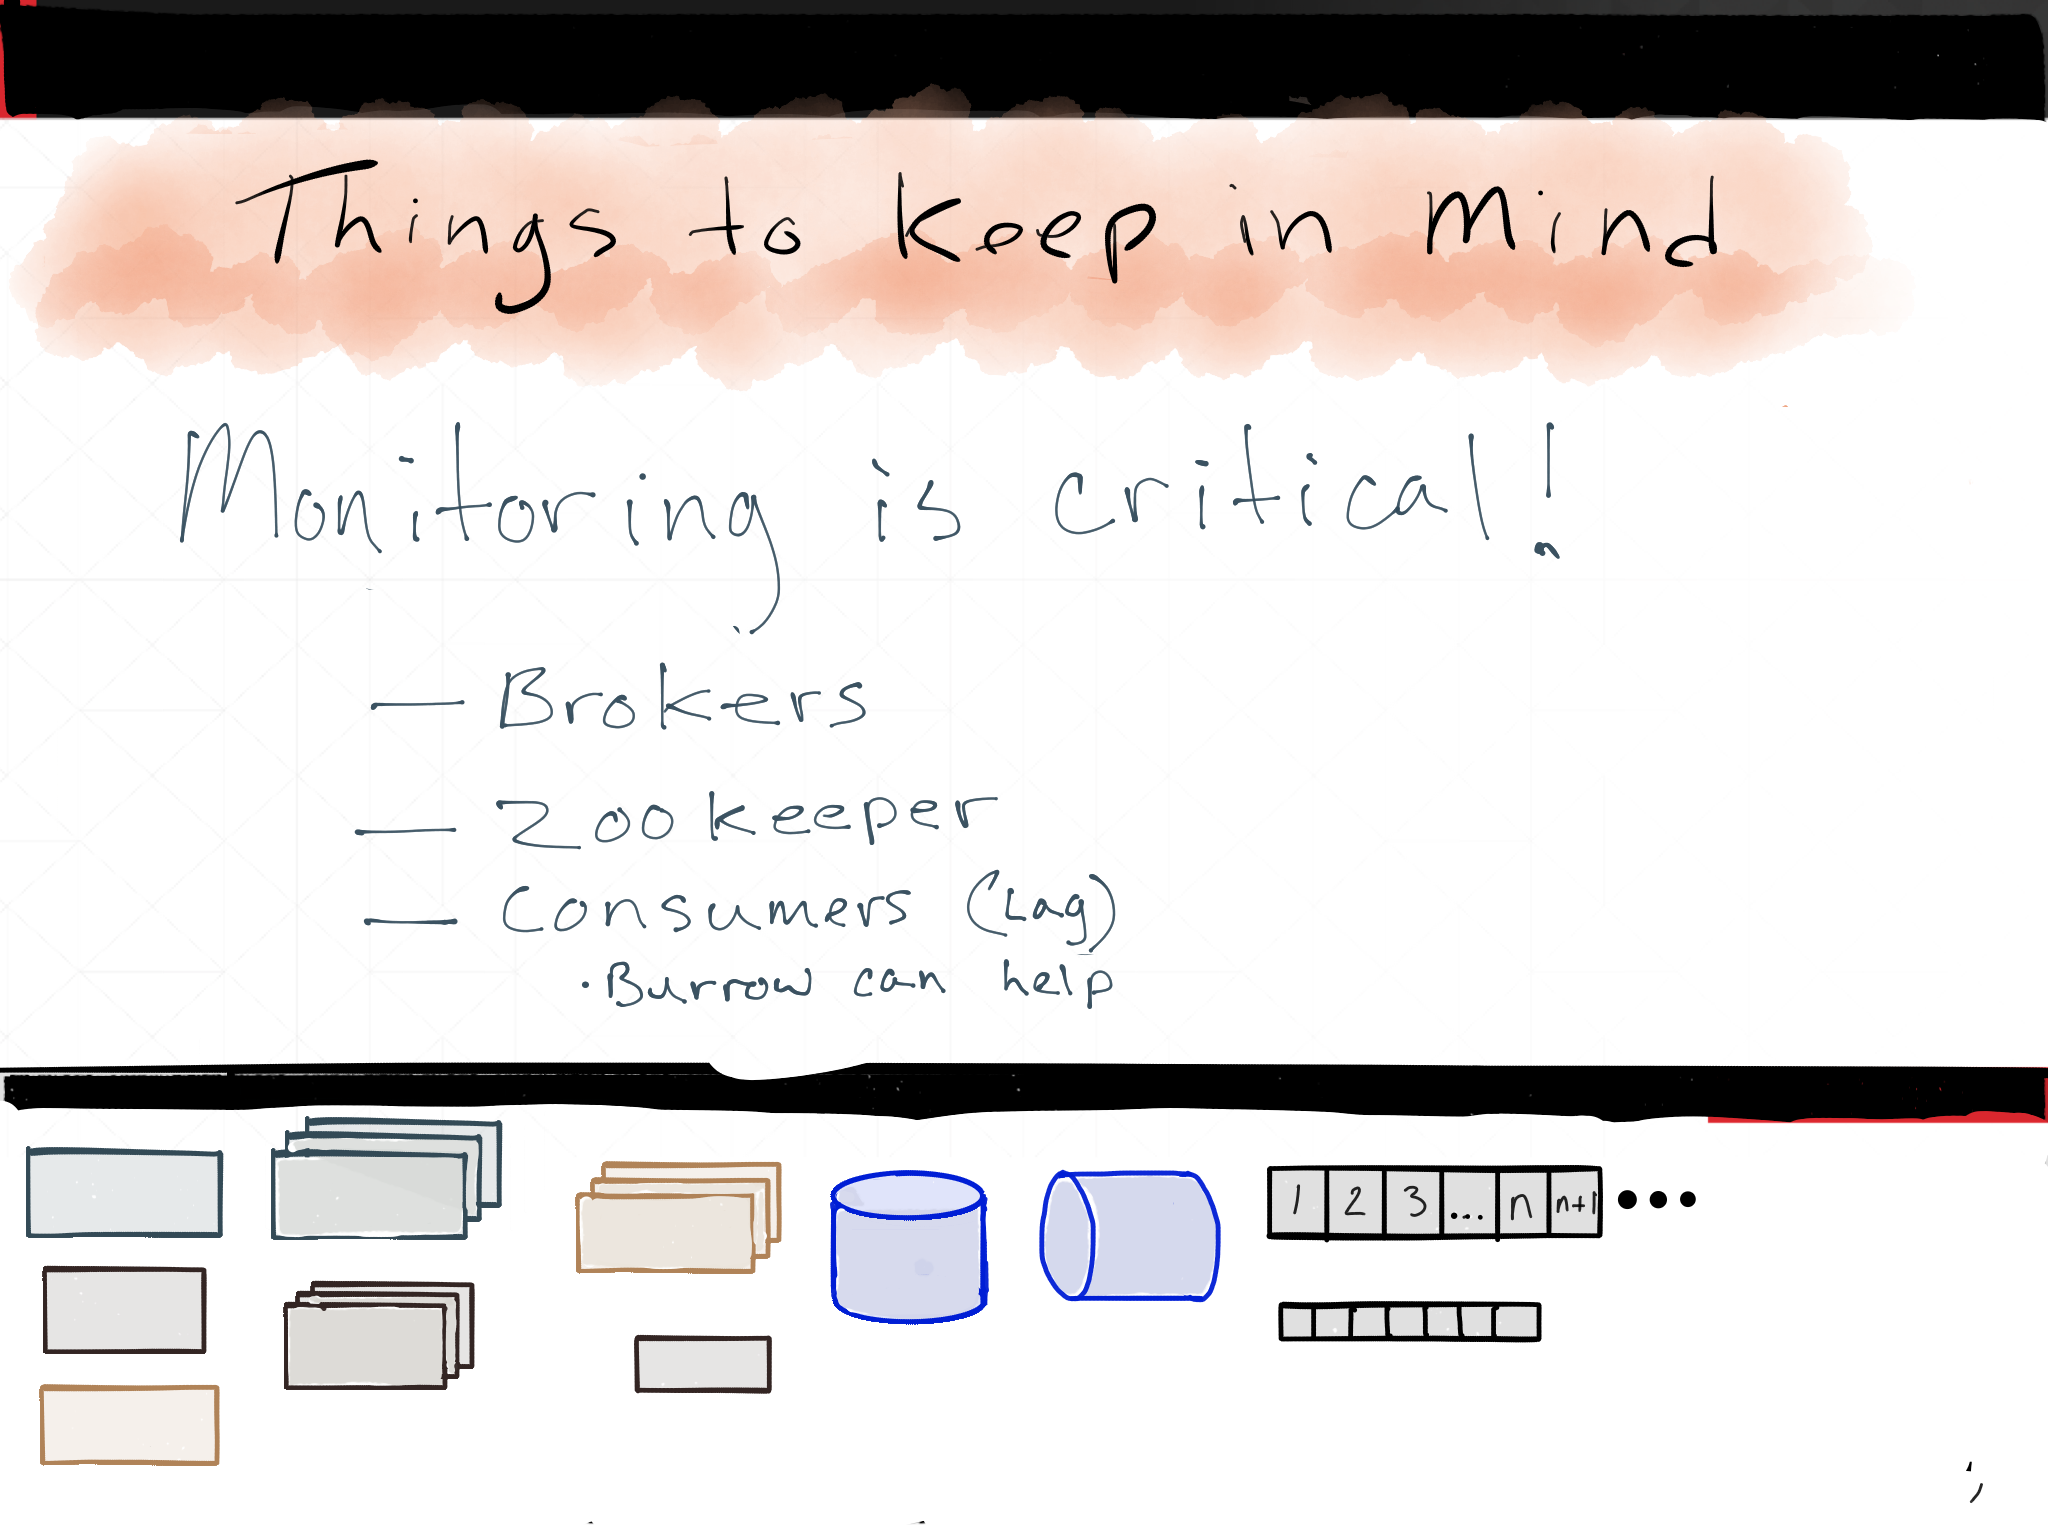 Things to Keep in Mind
Monitoring is critical!
— Brokers
— Zookeeper
— Consumers (Lag)
· Burrow can help
1 2 3 ... n n+1 •••